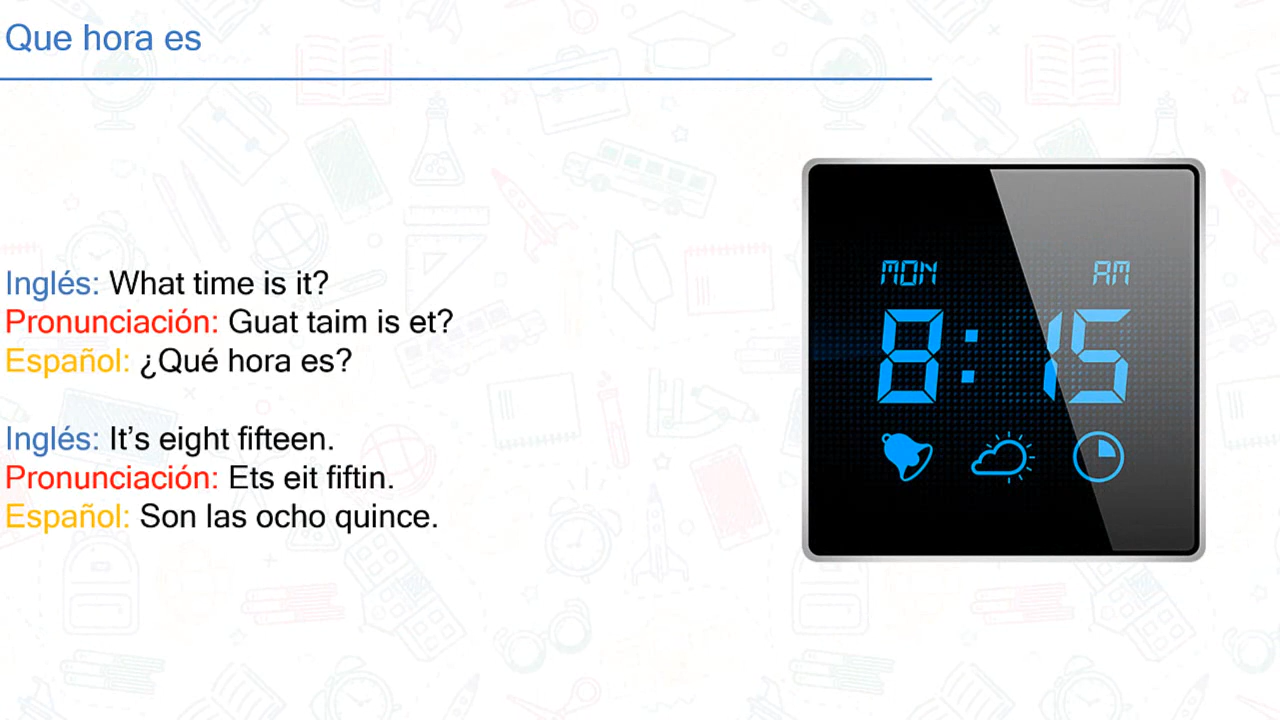 Que hora es
Inglés: What time is it?
Pronunciación: Guat taim is et?
Español: ¿Qué hora es?
Inglés: It’s eight fifteen.
Pronunciación: Ets eit fiftin.
Español: Son las ocho quince.
MON AM
8:15